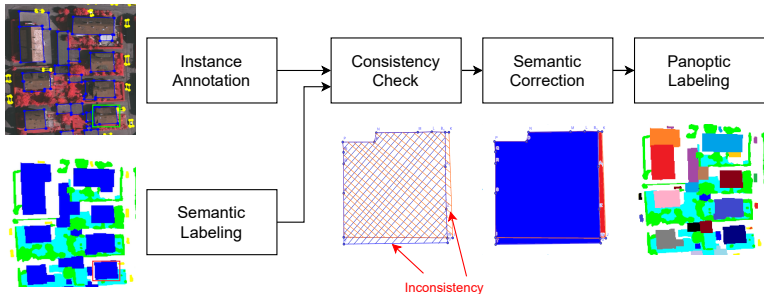 Instance
Annotation
Consistency
Check
Semantic
Correction
Panoptic
Labeling
Semantic
Labeling
Inconsistency